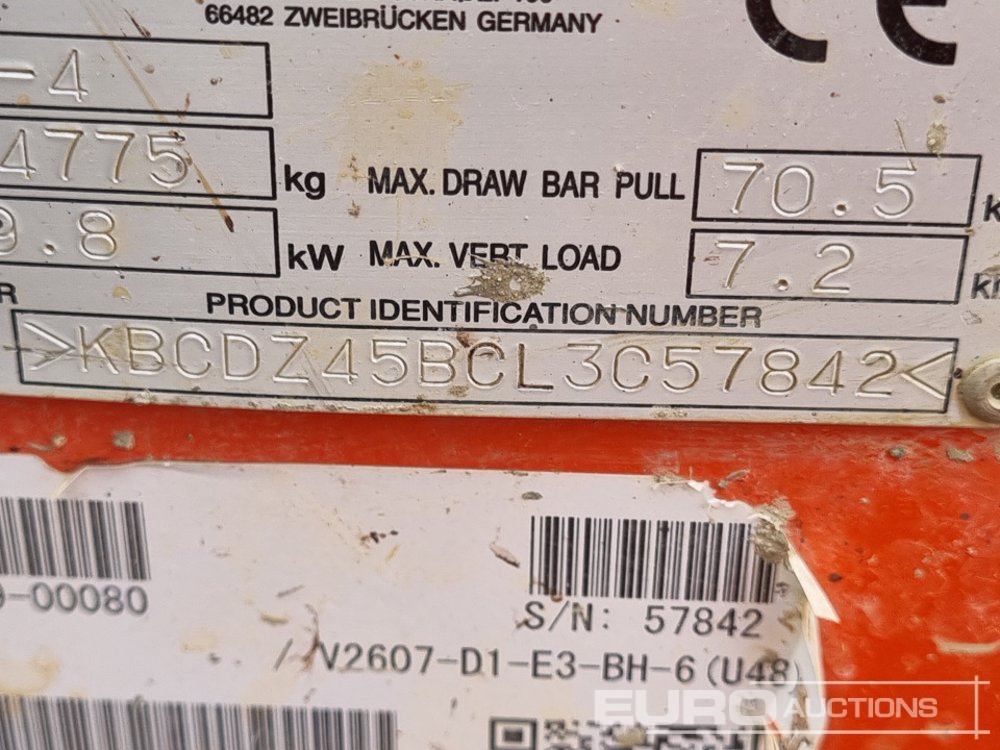 66482 ZWEIBRÜCKEN GERMANY
CE
-4
4775 kg MAX. DRAW BAR PULL 70.5
9.8 kW MAX. VERT LOAD 7.2
PRODUCT IDENTIFICATION NUMBER
>KBCDZ45BCL3C57842<
-00080
S/N: 57842
V2607-D1-E3-BH-6(U48)
EURO AUCTIONS